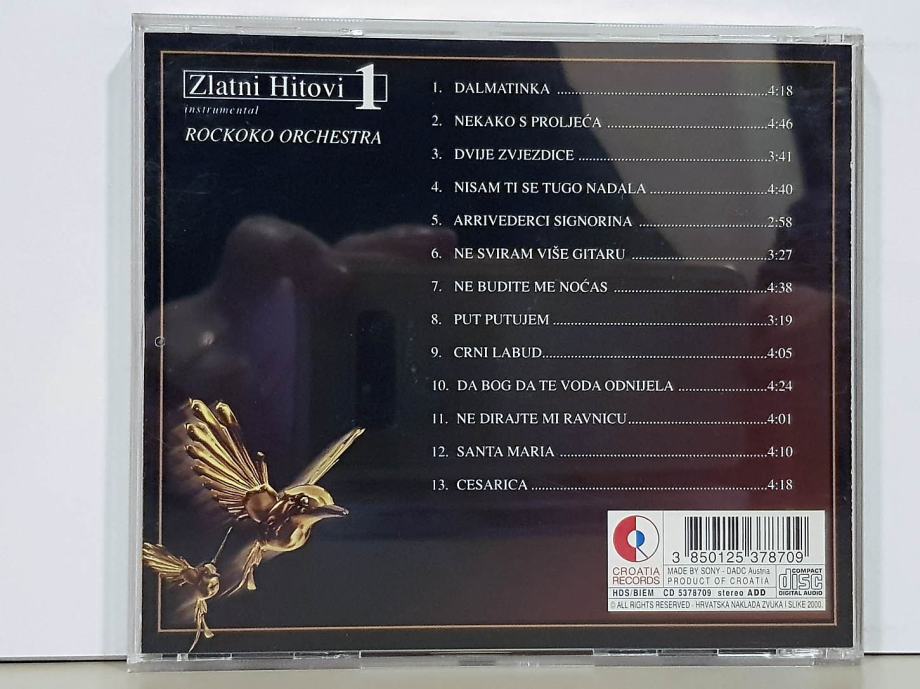 Zlatni Hitovi 1
instrumental
ROCKOKO ORCHESTRA
1. DALMATINKA ... 4:18
2. NEKAKO S PROLJEĆA ... 4:46
3. DVIJE ZVJEZDICE ... 3:41
4. NISAM TI SE TUGO NADALA ... 4:40
5. ARRIVEDERCI SIGNORINA ... 2:58
6. NE SVIRAM VIŠE GITARU ... 3:27
7. NE BUDITE ME NOĆAS ... 4:38
8. PUT PUTUJEM ... 3:19
9. CRNI LABUD ... 4:05
10. DA BOG DA TE VODA ODNIJELA ... 4:24
11. NE DIRAJTE MI RAVNICU ... 4:01
12. SANTA MARIA ... 4:10
13. CESARICA ... 4:18
CROATIA RECORDS
3 850125 378709
MADE BY SONY - DADC Austria
PRODUCT OF CROATIA
COMPACT disc DIGITAL AUDIO
HDS/BIEM CD 5378709 stereo ADD
© ALL RIGHTS RESERVED - HRVATSKA NAKLADA ZVUKA I SLIKE 2000.